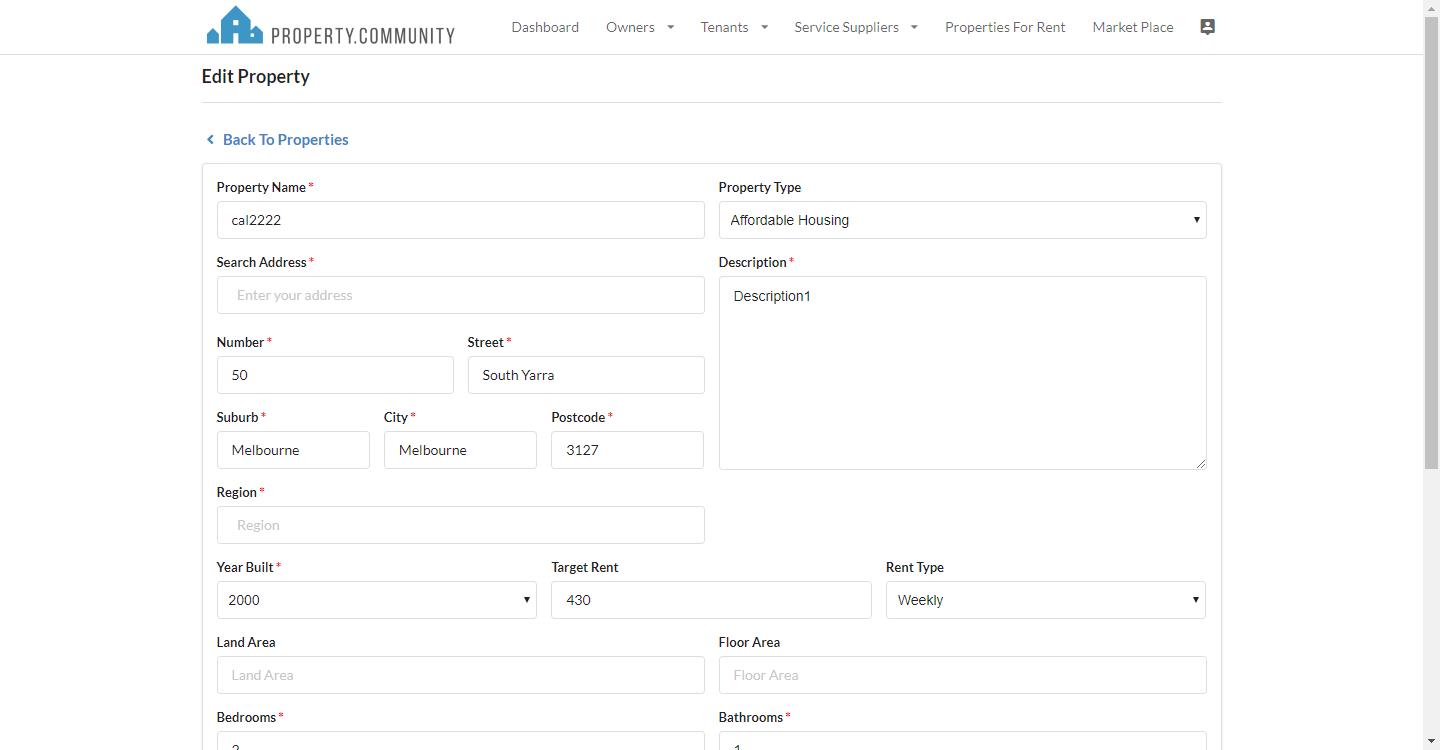 PROPERTY.COMMUNITY
Dashboard Owners Tenants Service Suppliers Properties For Rent Market Place
Edit Property
Back To Properties
Property Name * Property Type
cal2222 Affordable Housing
Search Address * Description *
Enter your address Description1
Number * Street *
50 South Yarra
Suburb * City * Postcode *
Melbourne Melbourne 3127
Region *
Region
Year Built * Target Rent Rent Type
2000 430 Weekly
Land Area Floor Area
Land Area Floor Area
Bedrooms * Bathrooms *